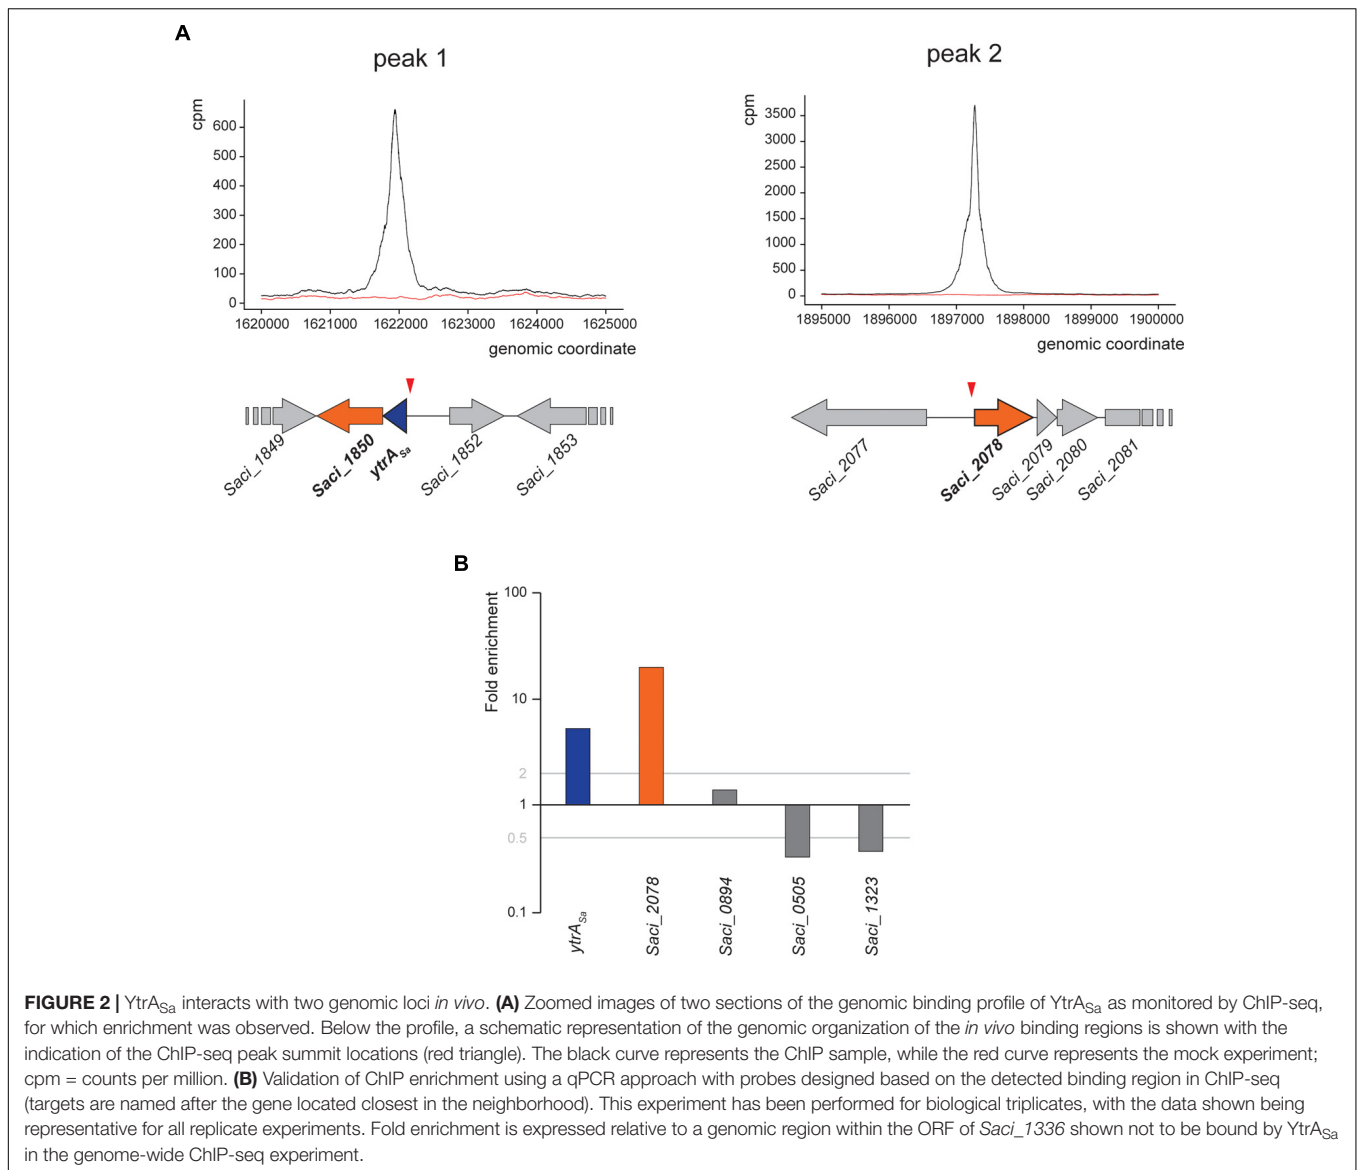 A
peak 1
peak 2
cpm
600
500
400
300
200
100
0
1620000 1621000 1622000 1623000 1624000 1625000
genomic coordinate
cpm
3500
3000
2500
2000
1500
1000
500
0
1895000 1896000 1897000 1898000 1899000 1900000
genomic coordinate
Saci_1849
Saci_1850
ytrA Sa
Saci_1852
Saci_1853
Saci_2077
Saci_2078
Saci_2079
Saci_2080
Saci_2081
B
Fold enrichment
100
10
2
1
0.5
0.1
ytrA Sa
Saci_2078
Saci_0894
Saci_0505
Saci_1323
FIGURE 2 | YtrASa interacts with two genomic loci in vivo. (A) Zoomed images of two sections of the genomic binding profile of YtrASa as monitored by ChIP-seq,
for which enrichment was observed. Below the profile, a schematic representation of the genomic organization of the in vivo binding regions is shown with the
indication of the ChIP-seq peak summit locations (red triangle). The black curve represents the ChIP sample, while the red curve represents the mock experiment;
cpm = counts per million. (B) Validation of ChIP enrichment using a qPCR approach with probes designed based on the detected binding region in ChIP-seq
(targets are named after the gene located closest in the neighborhood). This experiment has been performed for biological triplicates, with the data shown being
representative for all replicate experiments. Fold enrichment is expressed relative to a genomic region within the ORF of Saci_1336 shown not to be bound by YtrASa
in the genome-wide ChIP-seq experiment.